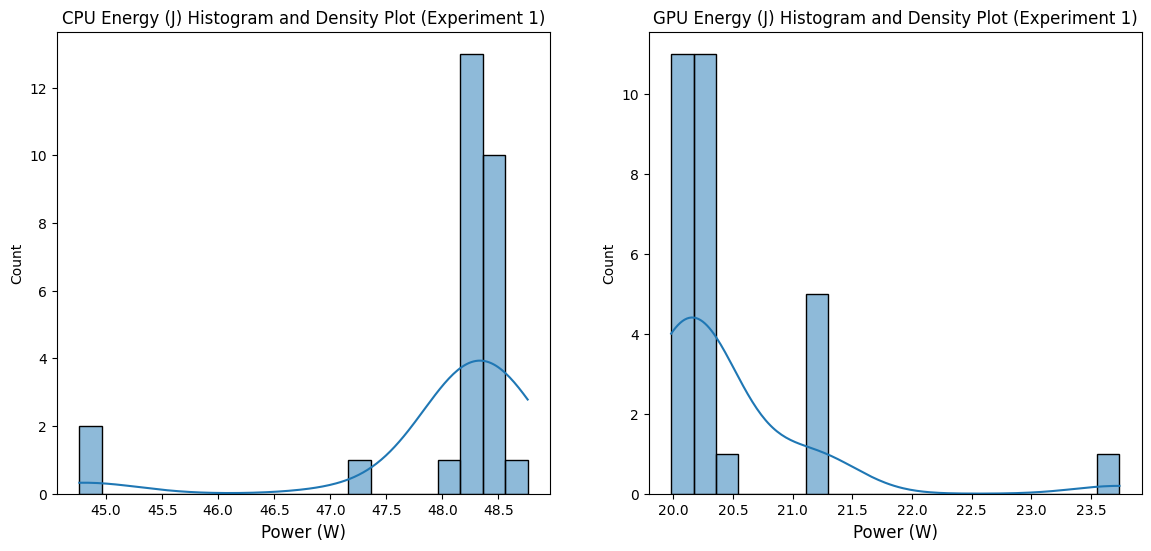 CPU Energy (J) Histogram and Density Plot (Experiment 1)
12
10
8
6
4
2
0
Count
45.0 45.5 46.0 46.5 47.0 47.5 48.0 48.5
Power (W)
GPU Energy (J) Histogram and Density Plot (Experiment 1)
10
8
6
4
2
0
Count
20.0 20.5 21.0 21.5 22.0 22.5 23.0 23.5
Power (W)